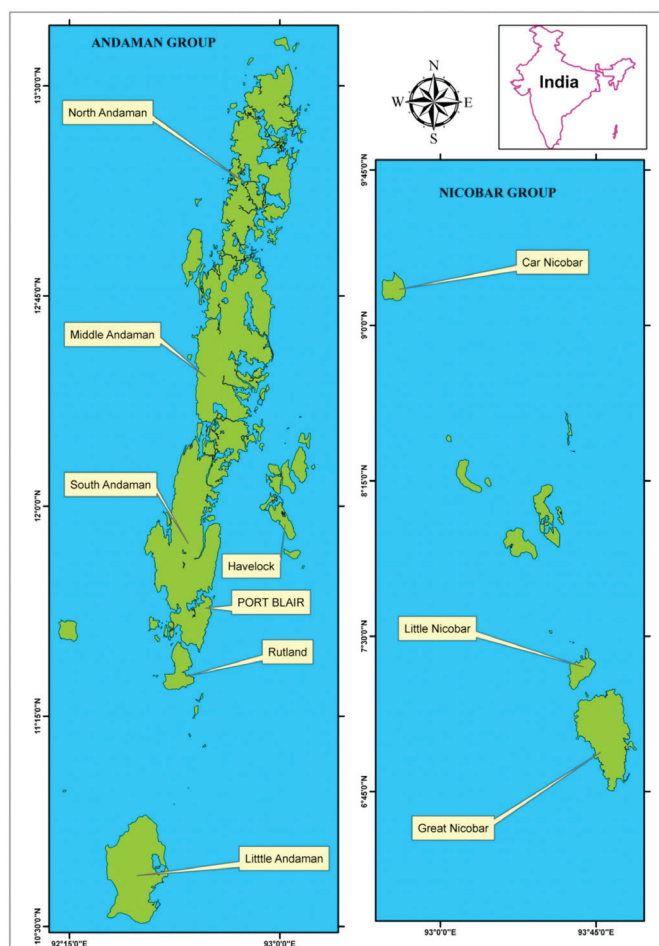 ANDAMAN GROUP
North Andaman
Middle Andaman
South Andaman
Havelock
PORT BLAIR
Rutland
Litttle Andaman
13°30'0"N
12°45'0"N
12°0'0"N
11°15'0"N
10°30'0"N
92°15'0"E
93°0'0"E
N
W
E
S
India
NICOBAR GROUP
Car Nicobar
Little Nicobar
Great Nicobar
9°45'0"N
9°0'0"N
8°15'0"N
7°30'0"N
6°45'0"N
93°0'0"E
93°45'0"E